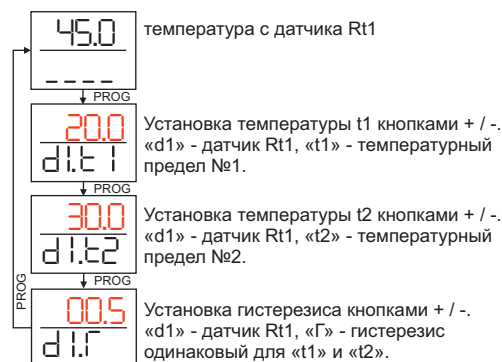 45.0
температура с датчика Rt1
----
PROG
20.0
Установка температуры t1 кнопками + / -.
d1.t1
«d1» - датчик Rt1, «t1» - температурный
предел №1.
PROG
30.0
Установка температуры t2 кнопками + / -.
d1.t2
«d1» - датчик Rt1, «t2» - температурный
предел №2.
PROG
PROG
00.5
Установка гистерезиса кнопками + / -.
d1.Г
«d1» - датчик Rt1, «Г» - гистерезис
одинаковый для «t1» и «t2».